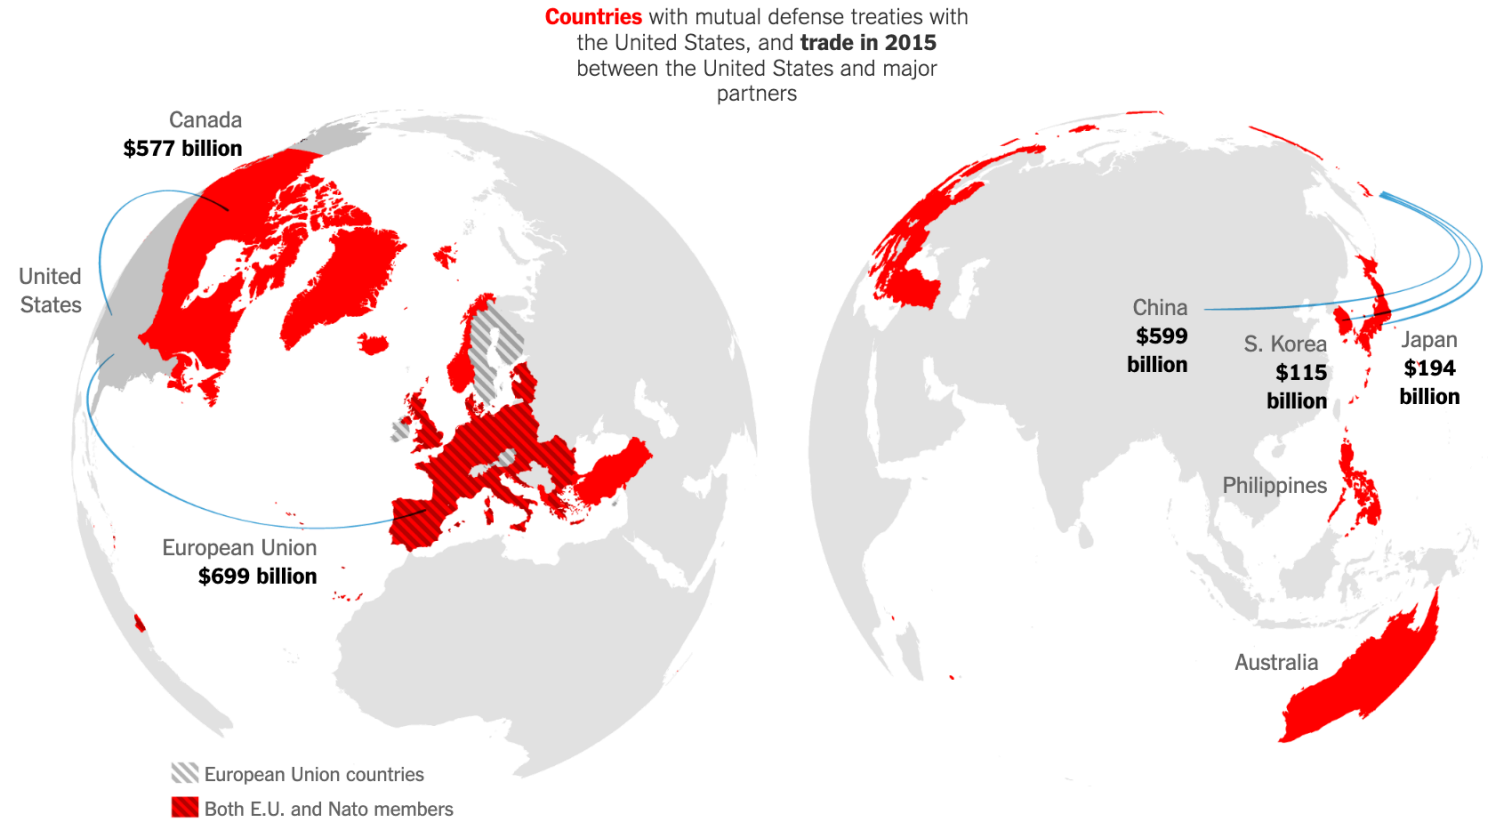 Countries with mutual defense treaties with
the United States, and trade in 2015
between the United States and major
partners
Canada
$577 billion
United
States
European Union
$699 billion
European Union countries
Both E.U. and Nato members
China
$599
billion
S. Korea
$115
billion
Japan
$194
billion
Philippines
Australia